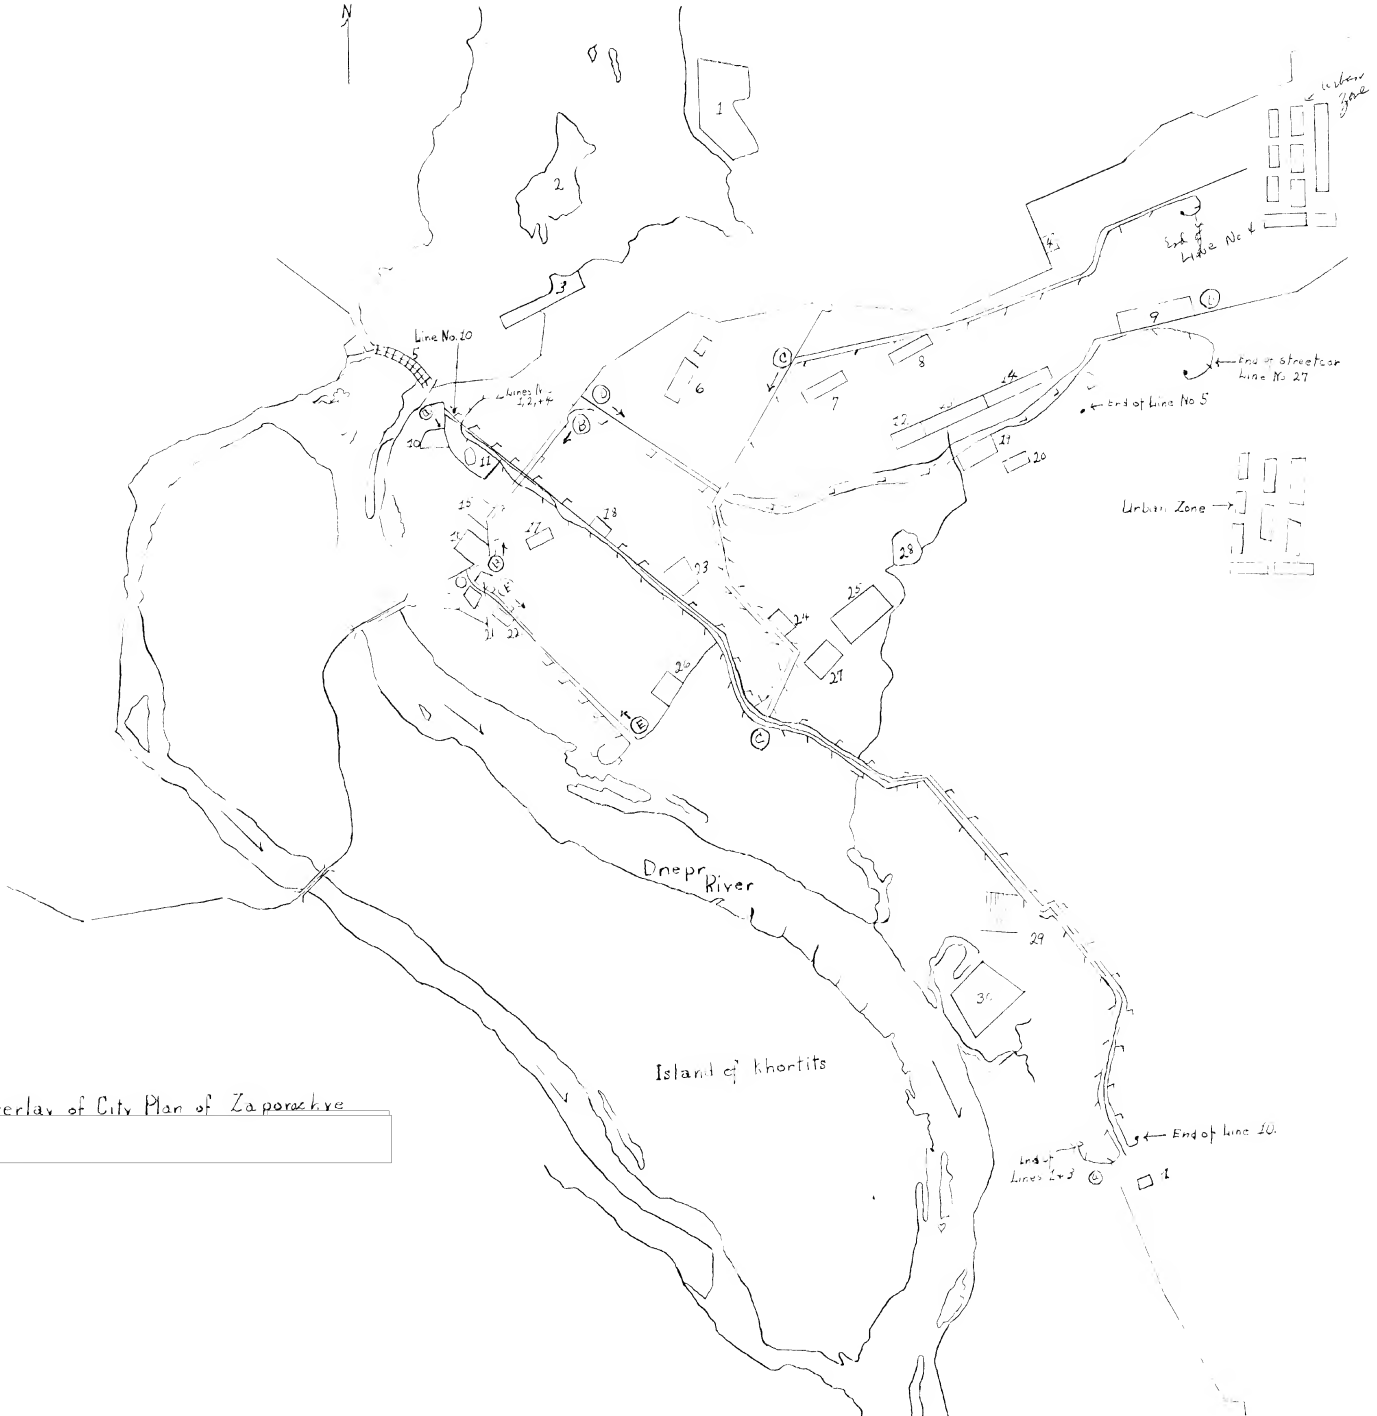 N
1
2
urban
Zone
4
End of
Line No 4
3
Line No. 10
5
Lines No
1, 2, + 4
6
C
8
7
9
End of streetcar
Line No 27
End of Line No 5
14
12
D
B
10
11
19
20
Urban Zone
15
17
18
23
28
25
24
21
22
26
27
E
C
Dnepr
River
29
30
Island of Khortits
erlay of City Plan of Zaporozhye
End of Line 10.
End of
Lines 2+3